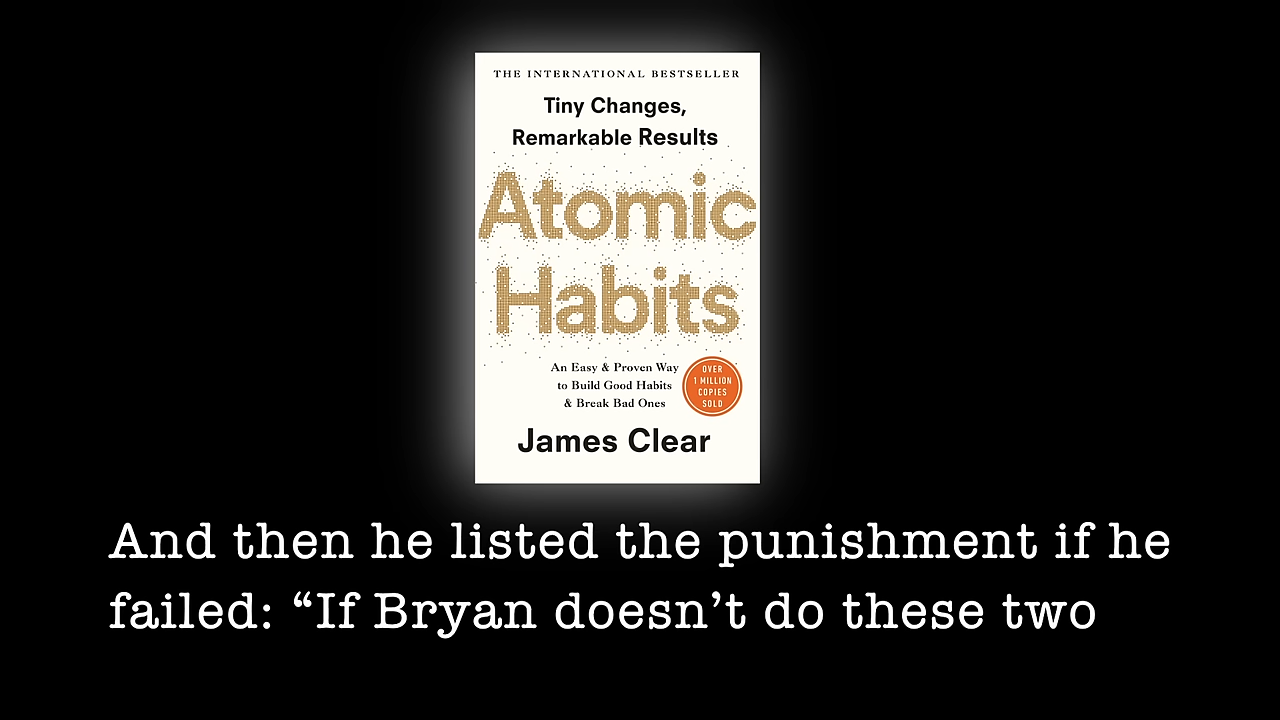 THE INTERNATIONAL BESTSELLER
Tiny Changes,
Remarkable Results
Atomic
Habits
An Easy & Proven Way
to Build Good Habits
& Break Bad Ones
OVER
1 MILLION
COPIES
SOLD
James Clear
And then he listed the punishment if he
failed: “If Bryan doesn’t do these two